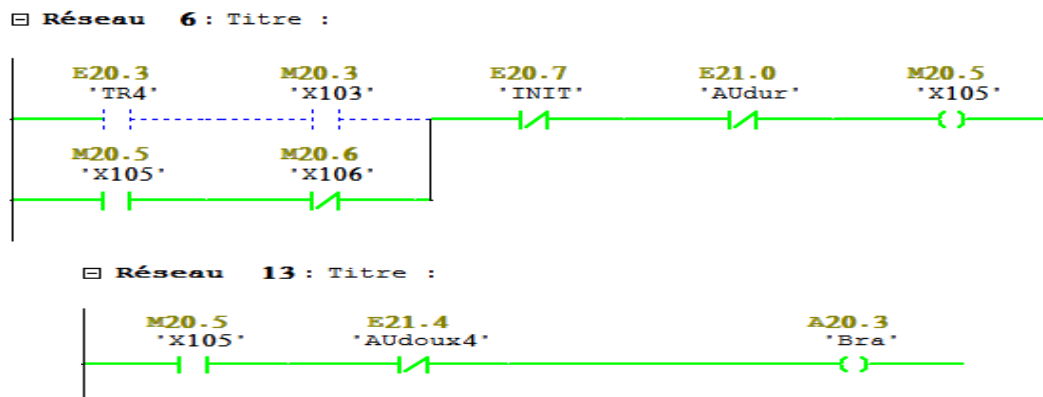 Réseau 6 : Titre :
E20.3 M20.3 E20.7 E21.0 M20.5
"TR4" "X103" "INIT" "AUdur" "X105"
M20.5 M20.6
"X105" "X106"
Réseau 13 : Titre :
M20.5 E21.4 A20.3
"X105" "AUdoux4" "Bra"